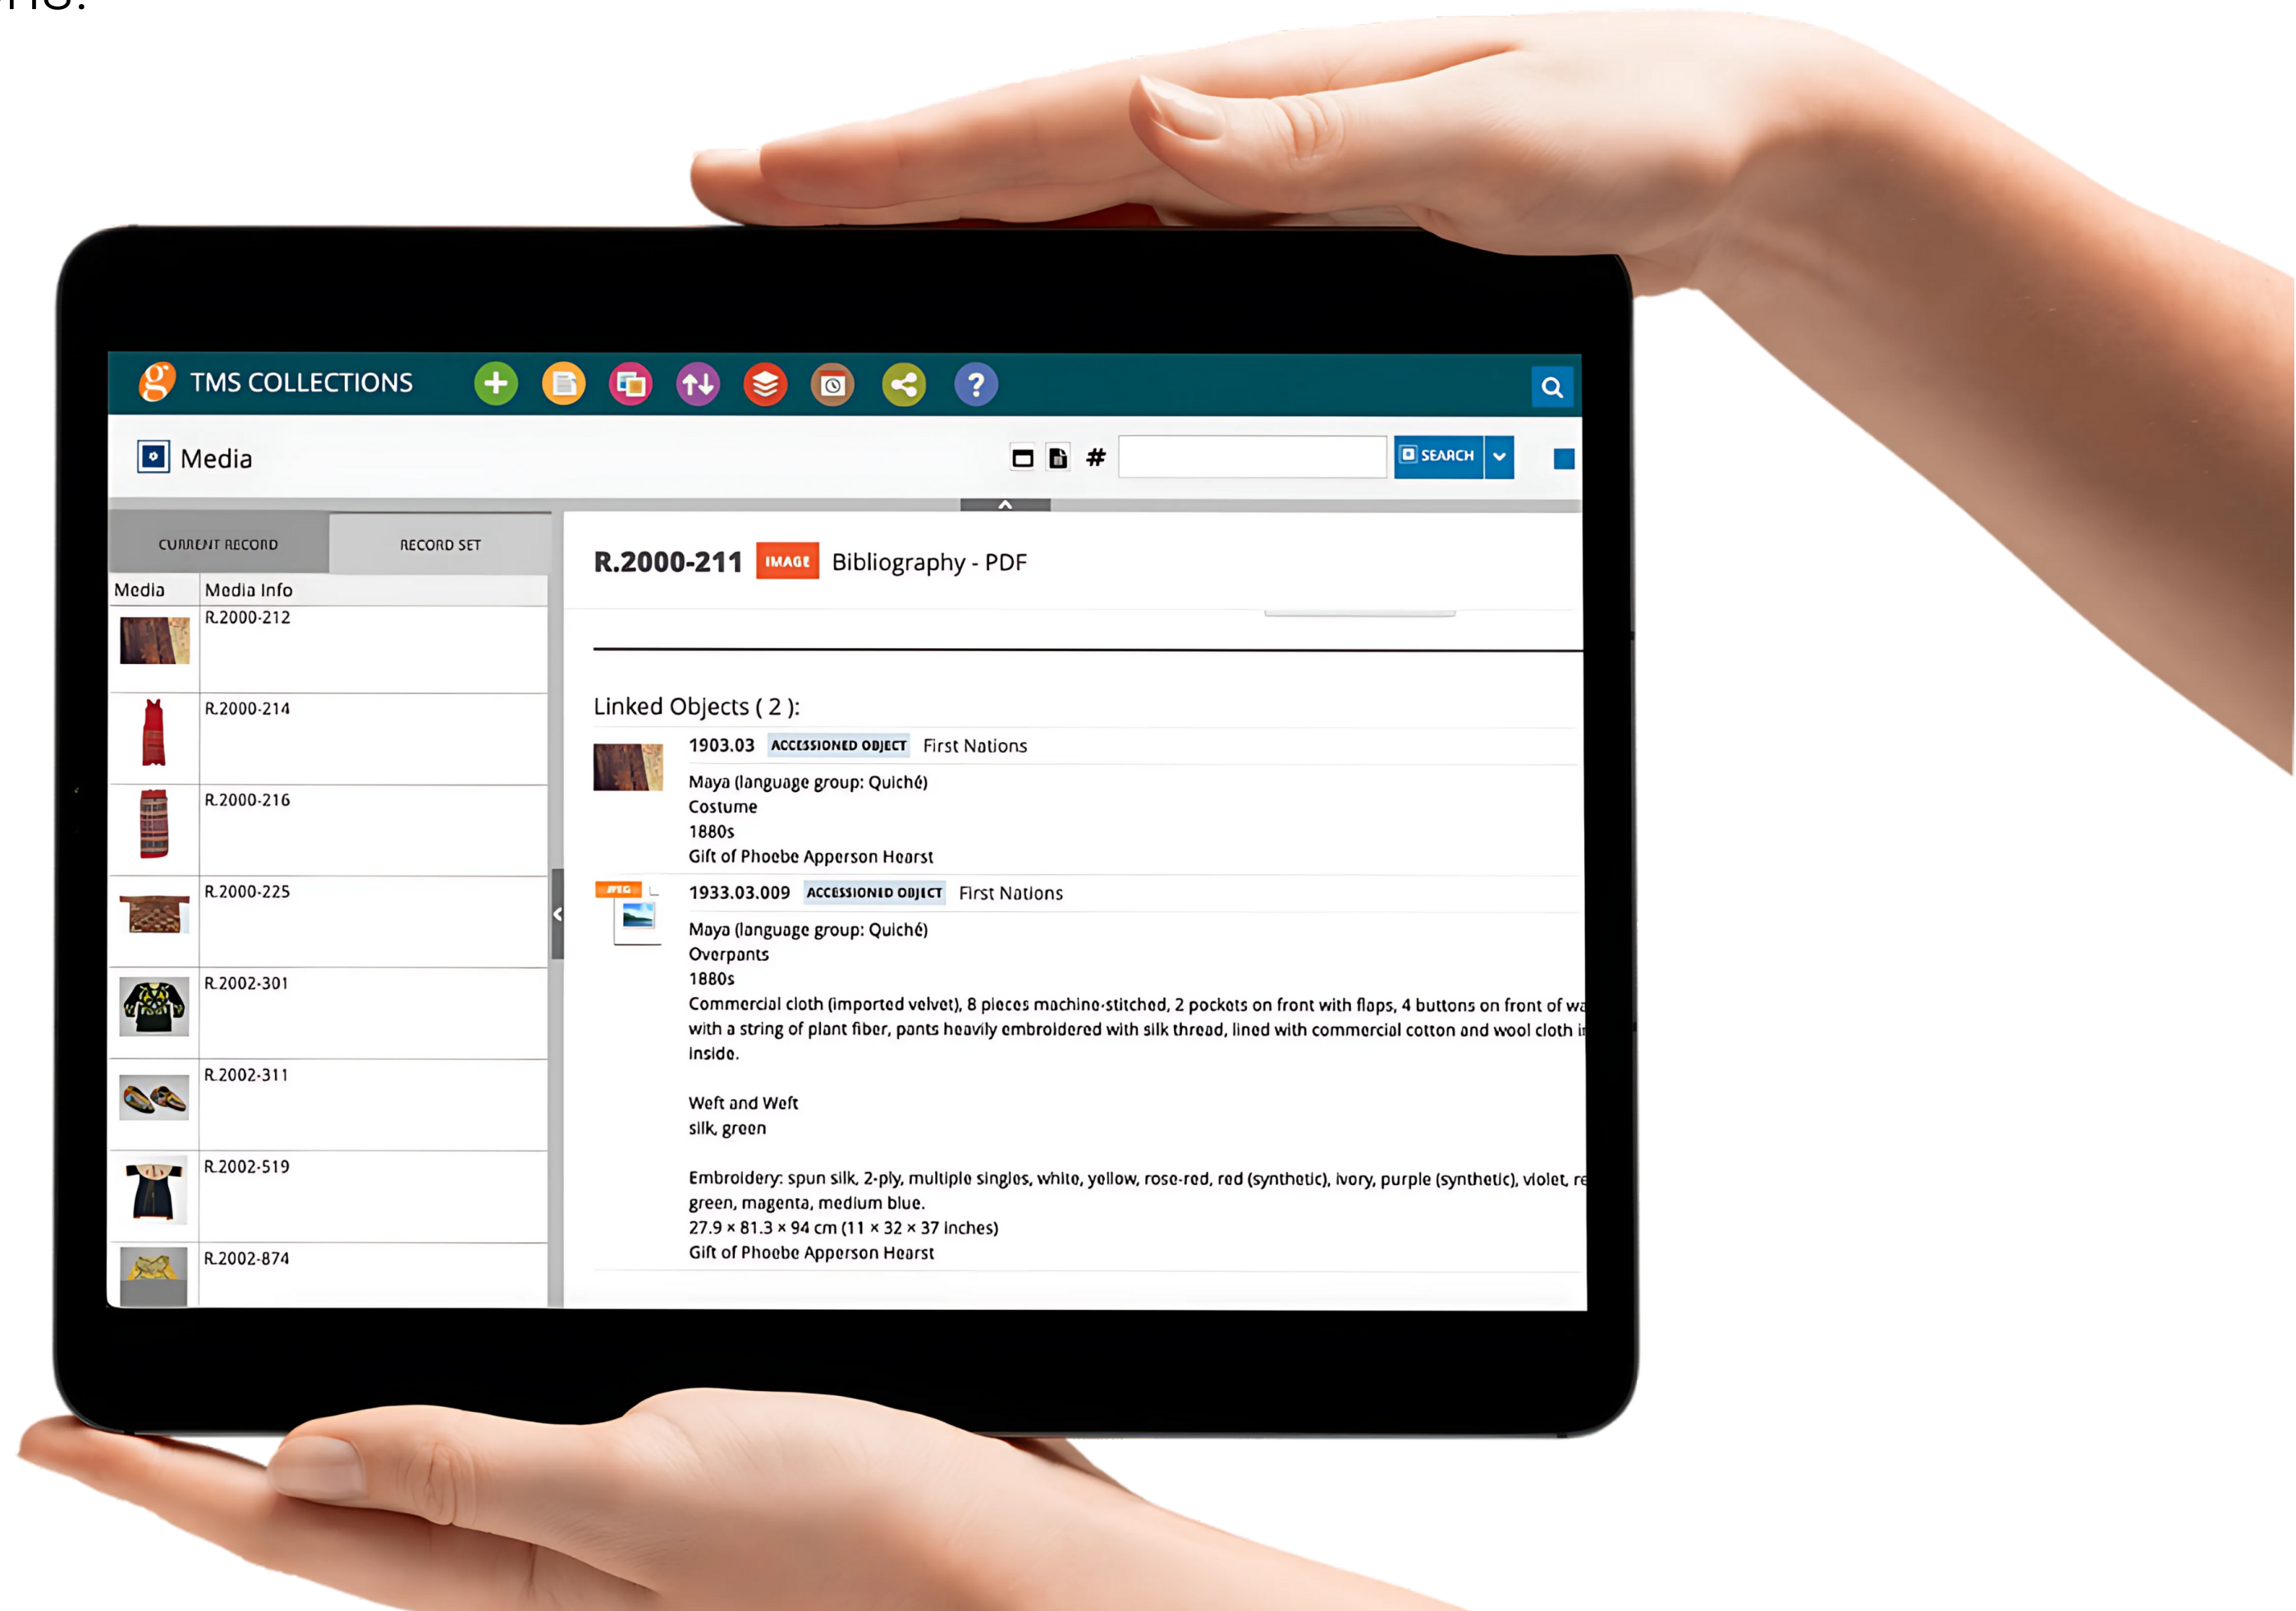 TMS COLLECTIONS
Media
#
SEARCH
CURRENT RECORD
RECORD SET
Media
Media Info
R.2000-212
R.2000-214
R.2000-216
R.2000-225
R.2002-301
R.2002-311
R.2002-519
R.2002-874
R.2000-211 IMAGE Bibliography - PDF
Linked Objects ( 2 ):
1903.03 ACCESSIONED OBJECT First Nations
Maya (language group: Quiché)
Costume
1880s
Gift of Phoebe Apperson Hearst
JPEG
1933.03.009 ACCESSIONED OBJECT First Nations
Maya (language group: Quiché)
Overpants
1880s
Commercial cloth (imported velvet), 8 pieces machine-stitched, 2 pockets on front with flaps, 4 buttons on front of
with a string of plant fiber, pants heavily embroidered with silk thread, lined with commercial cotton and wool cloth
inside.
Weft and Weft
silk, green
Embroidery: spun silk, 2-ply, multiple singles, white, yellow, rose-red, red (synthetic), ivory, purple (synthetic), violet,
green, magenta, medium blue.
27.9 × 81.3 × 94 cm (11 × 32 × 37 inches)
Gift of Phoebe Apperson Hearst